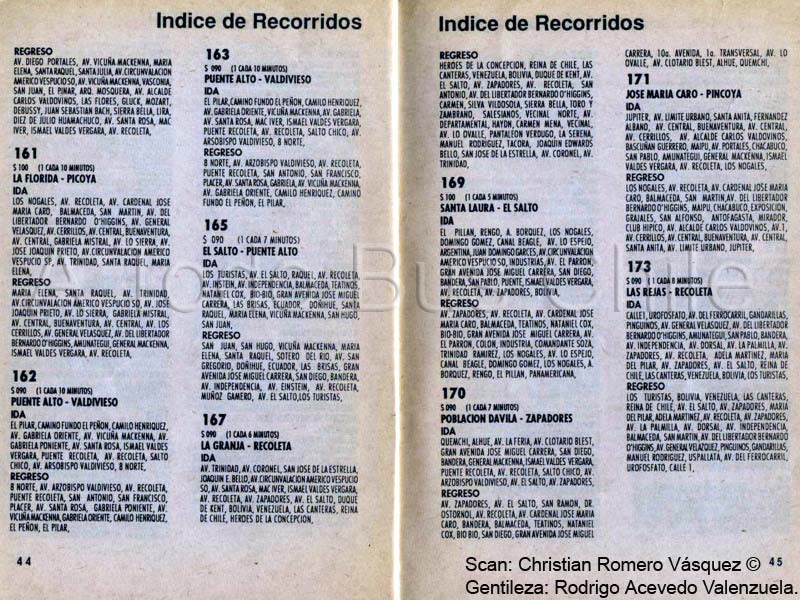 Indice de Recorridos
REGRESO
AV. DIEGO PORTALES, AV. VICUÑA MACKENNA, MARIA
ELENA, SANTA RAQUEL, SANTA JULIA, AV.CIRCUNVALACION
AMERICO VESPUCIO SO, AV. VICUÑA MACKENNA, VASCONIA,
SAN JUAN, EL PINAR, ARQ. MOSQUERA, AV. ALCALDE
CARLOS VALDOVINOS, LAS FLORES, GLUCK, MOZART,
DEBUSSY, JUAN SEBASTIAN BACH, SIERRA BELLA, LIRA,
DIEZ DE JULIO HUAMACHUCO, AV. SANTA ROSA, MAC
IVER, ISMAEL VALDES VERGARA, AV. RECOLETA,
161
S 100 (1 CADA 10 MINUTOS)
LA FLORIDA - PICOYA
IDA
LOS NOGALES, AV. RECOLETA, AV. CARDENAL JOSE
MARIA CARO, BALMACEDA, SAN MARTIN, AV. DEL
LIBERTADOR BERNARDO O'HIGGINS, AV. GENERAL
VELASQUEZ, AV. CERRILLOS, AV. CENTRAL, BUENAVENTURA,
AV. CENTRAL, GABRIELA MISTRAL, AV. LO SIERRA, AV.
JOSE JOAQUIN PRIETO, AV. CIRCUNVALACION AMERICO
VESPUCIO SP, AV. TRINIDAD, SANTA RAQUEL, MARIA
ELENA,
REGRESO
MARIA ELENA, SANTA RAQUEL, AV. TRINIDAD,
AV.CIRCUNVALACION AMERICO VESPUCIO SO, AV. JOSE
JOAQUIN PRIETO, AV. LO SIERRA, GABRIELA MISTRAL,
AV. CENTRAL, BUENAVENTURA, AV. CENTRAL, AV. LOS
CERRILLOS, AV. GENERAL VELASQUEZ, AV. DEL LIBERTADOR
BERNARDO O'HIGGINS, AMUNATEGUI, GENERAL MACKENNA,
ISMAEL VALDES VERGARA, AV. RECOLETA,
162
S 090 (1 CADA 10 MINUTOS)
PUENTE ALTO - VALDIVIESO
IDA
EL PILAR, CAMINO FUNDO EL PEÑON, CAMILO HENRIQUEZ,
AV. GABRIELA ORIENTE, AV. VICUÑA MACKENNA, AV.
GABRIELA PONIENTE, AV. SANTA ROSA, ISMAEL VALDES
VERGARA, PUENTE RECOLETA, AV. RECOLETA, SALTO
CHICO, AV. ARSOBISPO VALDIVIESO, 8 NORTE,
REGRESO
8 NORTE, AV. ARZOBISPO VALDIVIESO, AV. RECOLETA,
PUENTE RECOLETA, SAN ANTONIO, SAN FRANCISCO,
PLACER, AV. SANTA ROSA, GABRIELA PONIENTE, AV.
VICUÑA MACKENNA, GABRIELA ORIENTE, CAMILO HENRIQUEZ,
EL PEÑON, EL PILAR,
44
163
S 090 (1 CADA 10 MINUTOS)
PUENTE ALTO - VALDIVIESO
IDA
EL PILAR,CAMINO FUNDO EL PEÑON, CAMILO HENRIQUEZ,
AV. GABRIELA ORIENTE, VICUÑA MACKENNA, AV. GABRIELA,
AV. SANTA ROSA, MAC IVER, ISMAEL VALDES VERGARA,
PUENTE RECOLETA, AV. RECOLETA, SALTO CHICO, AV.
ARSOBISPO VALDIVIESO, 8 NORTE,
REGRESO
8 NORTE, AV. ARZOBISPO VALDIVIESO, AV. RECOLETA,
PUENTE RECOLETA, SAN ANTONIO, SAN FRANCISCO,
PLACER, AV. SANTA ROSA, GABRIELA, AV. VICUÑA MACKENNA,
AV. GABRIELA ORIENTE, CAMILO HENRIQUEZ, CAMINO
FUNDO EL PEÑON, EL PILAR,
165
S 090 (1 CADA 7 MINUTOS)
EL SALTO - PUENTE ALTO
IDA
LOS TURISTAS, AV. EL SALTO, RAQUEL, AV. RECOLETA,
AV. INSTEIN, AV. INDEPENDENCIA, BALMACEDA, TEATINOS,
NATANIEL COX, BIO-BIO, GRAN AVENIDA JOSE MIGUEL
CARRERA, LAS BRISAS, ECUADOR, DOÑIHUE, SANTA
RAQUEL, MARIA ELENA, VICUÑA MACKENNA, SAN HUGO,
SAN JUAN,
REGRESO
SAN JUAN, SAN HUGO, VICUÑA MACKENNA, MARIA
ELENA, SANTA RAQUEL, SOTERO DEL RIO, AV. SAN
GREGORIO, DOÑIHUE, ECUADOR, LAS BRISAS, GRAN
AVENIDA JOSE MIGUEL CARRERA, SAN DIEGO, BANDERA,
AV. INDEPENDENCIA, AV. EINSTEIN, AV. RECOLETA,
MUÑOZ GAMERO, AV. EL SALTO,LOS TURISTAS,
167
S 090 (1 CADA 6 MINUTOS)
LA GRANJA - RECOLETA
IDA
AV. TRINIDAD, AV. CORONEL, SAN JOSE DE LA ESTRELLA,
JOAQUIN E. BELLO, AV. CIRCUNVALACION AMERICO VESPUCIO
SO, AV. SANTA ROSA, MAC IVER, ISMAEL VALDES VERGARA,
AV. RECOLETA, AV. ZAPADORES, AV. EL SALTO, DUQUE
DE KENT, BOLIVIA, VENEZUELA, LAS CANTERAS, REINA
DE CHILE, HEROES DE LA CONCEPCION,
Indice de Recorridos
REGRESO
HEROES DE LA CONCEPCION, REINA DE CHILE, LAS
CANTERAS, VENEZUELA, BOLIVIA, DUQUE DE KENT, AV.
EL SALTO, AV. ZAPADORES, AV. RECOLETA, SAN
ANTONIO, AV. DEL LIBERTADOR BERNARDO O'HIGGINS,
CARMEN, SILVA VILDOSOLA, SIERRA BELLA, TORO Y
ZAMBRANO, SALESIANOS, VECINAL NORTE, AV.
DEPARTAMENTAL, HAYDN, CARMEN MENA, VECINAL,
AV. LO OVALLE, PANTALEON VERDUGO, LA SERENA,
MANUEL RODRIGUEZ, TACORA, JOAQUIN EDWARDS
BELLO, SAN JOSE DE LA ESTRELLA, AV. CORONEL, AV.
TRINIDAD,
169
S 100 (1 CADA 5 MINUTOS)
SANTA LAURA - EL SALTO
IDA
EL PILLAN, RENGO, A. BORQUEZ, LOS NOGALES,
DOMINGO GOMEZ, CANAL BEAGLE, AV. LO ESPEJO,
ARGENTINA, JUAN DOMINGO GARCES, AV.CIRCUNVALACION
AMERICO VESPUCIO SO, INDUSTRIAS, AV. EL PARRON,
GRAN AVENIDA JOSE MIGUEL CARRERA, SAN DIEGO,
BANDERA, SAN PABLO, PUENTE, ISMAEL VALDES VERGARA,
AV. RECOLETA, AV. ZAPADORES, BOLIVIA,
REGRESO
AV. ZAPADORES, AV. RECOLETA, AV. CARDENAL JOSE
MARIA CARO, BALMACEDA, TEATINOS, NATANIEL COX,
BIO-BIO, GRAN AVENIDA JOSE MIGUEL CARRERA, AV.
EL PARRON, COLON, INDUSTRIA, COMANDANTE SOZA,
TRINIDAD RAMIREZ, LOS NOGALES, AV. LO ESPEJO,
CANAL BEAGLE, DOMINGO GOMEZ, LOS NOGALES, A.
BORQUEZ, RENGO, EL PILLAN, PANAMERICANA,
170
S 090 (1 CADA 7 MINUTOS)
POBLACION DAVILA - ZAPADORES
IDA
QUEMCHI, ALHUE, AV. LA FERIA, AV. CLOTARIO BLEST,
GRAN AVENIDA JOSE MIGUEL CARRERA, SAN DIEGO,
BANDERA, GENERAL MACKENNA, ISMAEL VALDES VERGARA,
PUENTE RECOLETA, AV. RECOLETA, SALTO CHICO, AV.
ARZOBISPO VALDIVIESO, AV. EL SALTO, AV. ZAPADORES,
REGRESO
AV. ZAPADORES, AV. EL SALTO, SAN RAMON, DR.
OSTORNOL, AV. RECOLETA, AV. CARDENAL JOSE MARIA
CARO, BANDERA, BALMACEDA, TEATINOS, NATANIEL
COX, BIO BIO, SAN DIEGO, GRAN AVENIDA JOSE MIGUEL
CARRERA, 10a. AVENIDA, 1a. TRANSVERSAL, AV. LO
OVALLE, AV. CLOTARIO BLEST, ALHUE, QUEMCHI,
171
JOSE MARIA CARO - PINCOYA
IDA
JUPITER, AV. LIMITE URBANO, SANTA ANITA, FERNANDEZ
ALBANO, AV. CENTRAL, BUENAVENTURA, AV. CENTRAL,
AV. CERRILLOS, AV. ALCALDE CARLOS VALDOVINOS,
BASCUÑAN GUERRERO, MAIPU, AV. PORTALES, CHACABUCO,
SAN PABLO, AMUNATEGUI, GENERAL MACKENNA, ISMAEL
VALDES VERGARA, AV. RECOLETA, LOS NOGALES,
REGRESO
LOS NOGALES, AV. RECOLETA, AV. CARDENAL JOSE MARIA
CARO, BALMACEDA, SAN MARTIN, AV. DEL LIBERTADOR
BERNARDO O'HIGGINS, MAIPU, CHACABUCO, EXPOSICION,
GRAJALES, SAN ALFONSO, ANTOFAGASTA, MIRADOR,
CLUB HIPICO, AV. ALCALDE CARLOS VALDOVINOS, AV.1,
AV. CERRILLOS, AV. CENTRAL, BUENAVENTURA, AV. CENTRAL,
SANTA ANITA, AV. LIMITE URBANO, JUPITER,
173
S 090 (1 CADA 8 MINUTOS)
LAS REJAS - RECOLETA
IDA
CALLE1, UROFOSFATO, AV. DEL FERROCARRIL, GANDARILLAS,
PINGUINOS, AV. GENERAL VELASQUEZ, AV. DEL LIBERTADOR
BERNARDO O'HIGGINS, AMUNATEGUI, SAN PABLO, BANDERA,
AV. INDEPENDENCIA, AV. DORSAL, AV. LA PALMILLA, AV.
ZAPADORES, AV. RECOLETA, ADELA MARTINEZ, MARIA
DEL PILAR, AV. ZAPADORES, AV. EL SALTO, REINA DE
CHILE, LAS CANTERAS, VENEZUELA, BOLIVIA, LOS TURISTAS,
REGRESO
LOS TURISTAS, BOLIVIA, VENEZUELA, LAS CANTERAS,
REINA DE CHILE, AV. EL SALTO, AV. ZAPADORES, MARIA
DEL PILAR, ADELA MARTINEZ, AV. RECOLETA, AV. ZAPADORES,
AV. LA PALMILLA, AV. DORSAL, AV. INDEPENDENCIA,
BALMACEDA, SAN MARTIN, AV. DEL LIBERTADOR BERNARDO
O'HIGGINS, AV. GENERAL VELAZQUEZ, PINGUINOS, GANDARILLAS,
MANUEL RODRIGUEZ, USPALLATA, AV. DEL FERROCARRIL,
UROFOSFATO, CALLE 1,
45
Scan: Christian Romero Vásquez ©
Gentileza: Rodrigo Acevedo Valenzuela.